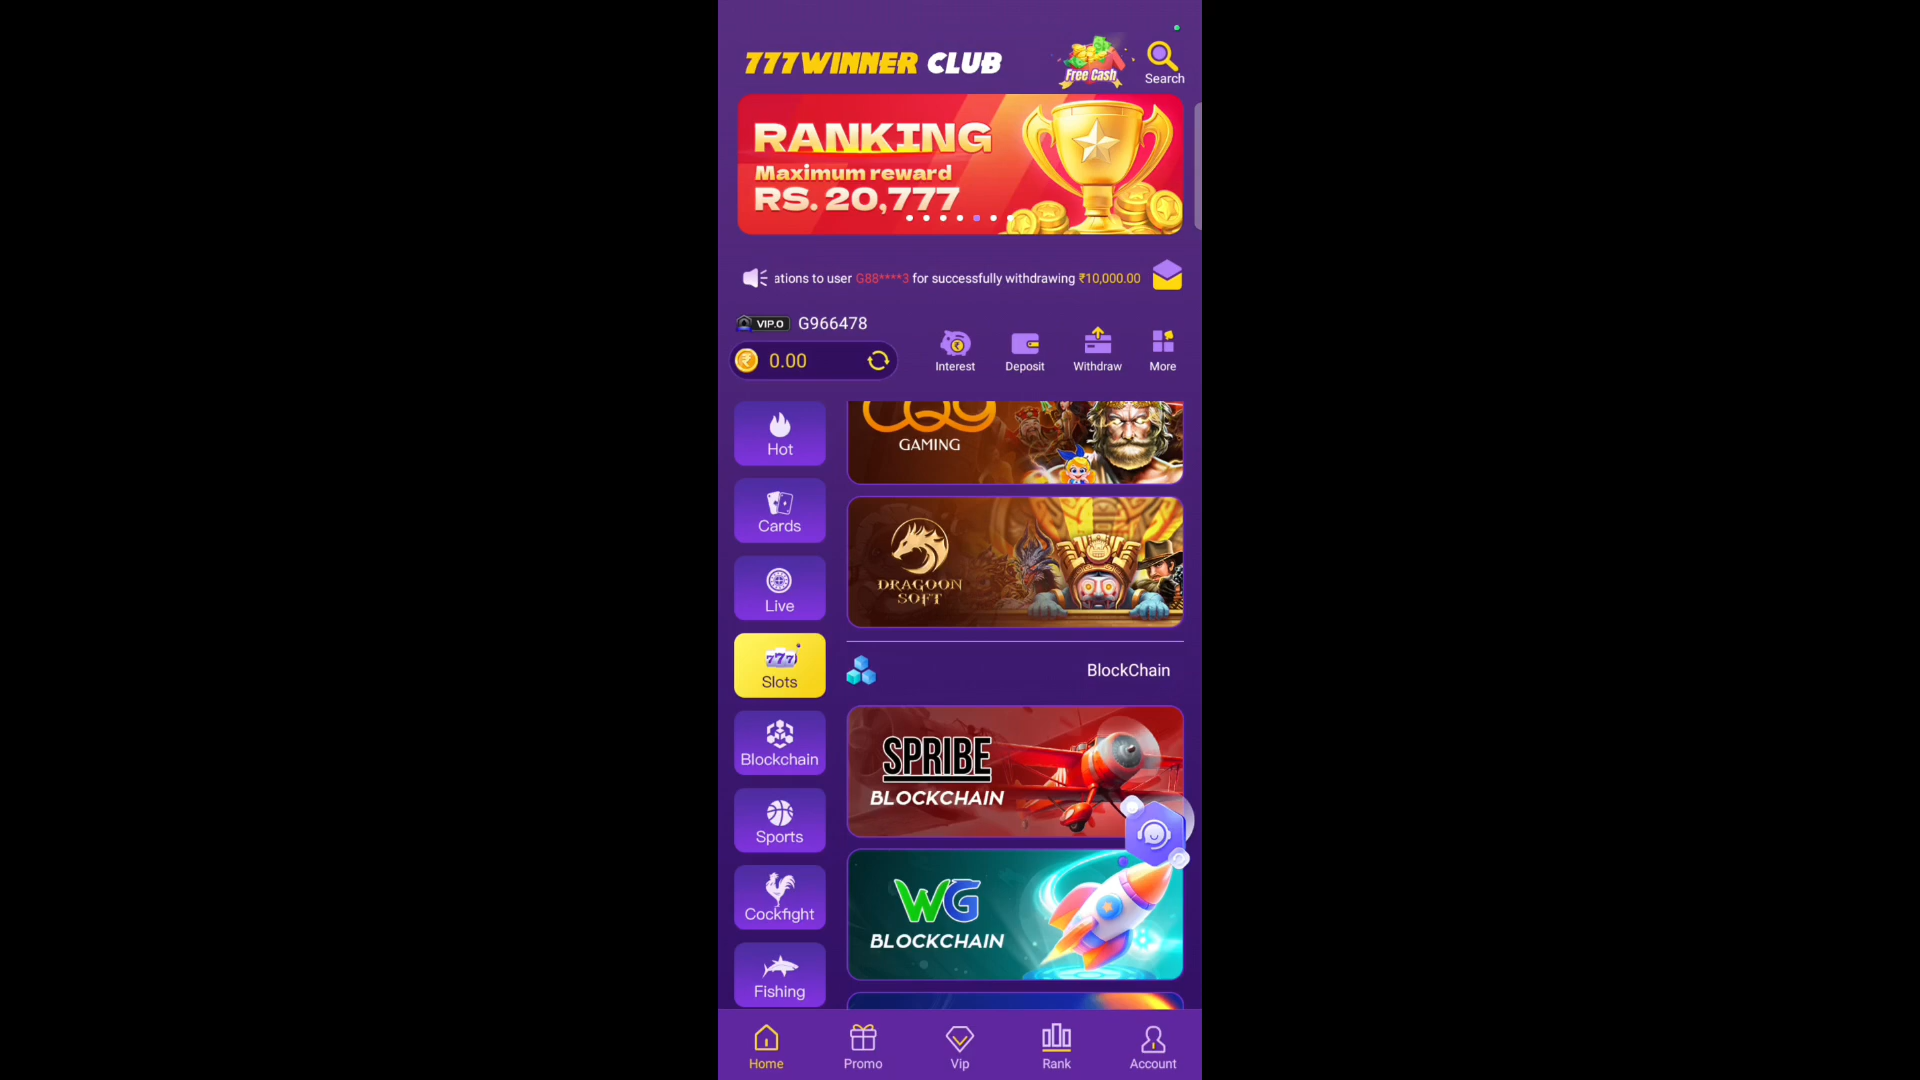 777WINNER CLUB
Free Cash
Search
RANKING
Maximum reward
RS. 20,777
ations to user G88****3 for successfully withdrawing ₹10,000.00
VIP.0 G966478
0.00
Interest
Deposit
Withdraw
More
Hot
Cards
Live
777
Slots
Blockchain
Sports
Cockfight
Fishing
CQ9
GAMING
DRAGOON
SOFT
BlockChain
SPRIBE
BLOCKCHAIN
WG
BLOCKCHAIN
Home
Promo
Vip
Rank
Account